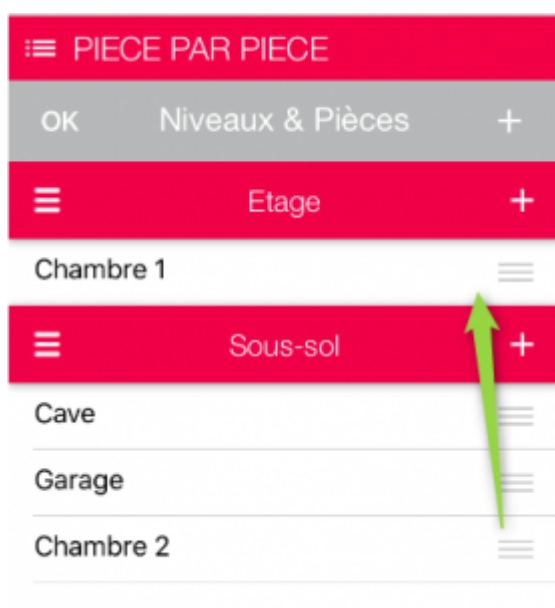 PIECE PAR PIECE
OK Niveaux & Pièces +
Etage +
Chambre 1
Sous-sol +
Cave
Garage
Chambre 2